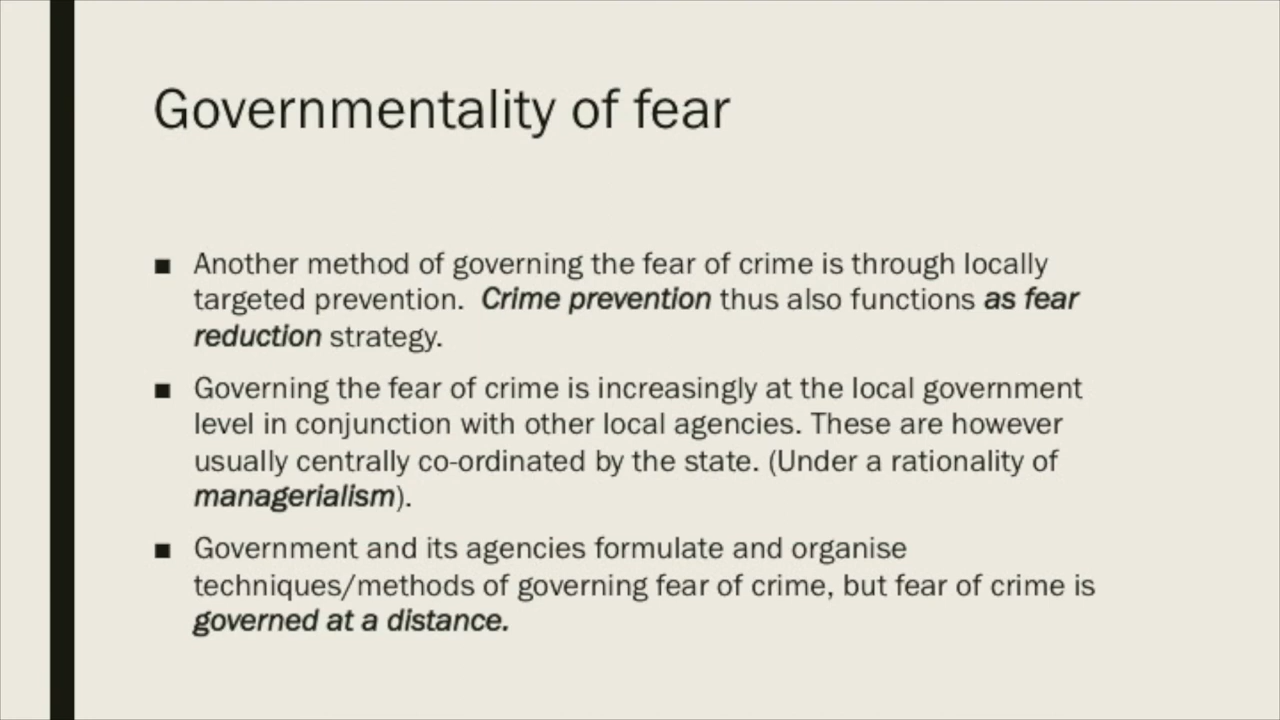 Governmentality of fear
■ Another method of governing the fear of crime is through locally
targeted prevention.  Crime prevention thus also functions as fear
reduction strategy.
■ Governing the fear of crime is increasingly at the local government
level in conjunction with other local agencies. These are however
usually centrally co-ordinated by the state. (Under a rationality of
managerialism).
■ Government and its agencies formulate and organise
techniques/methods of governing fear of crime, but fear of crime is
governed at a distance.